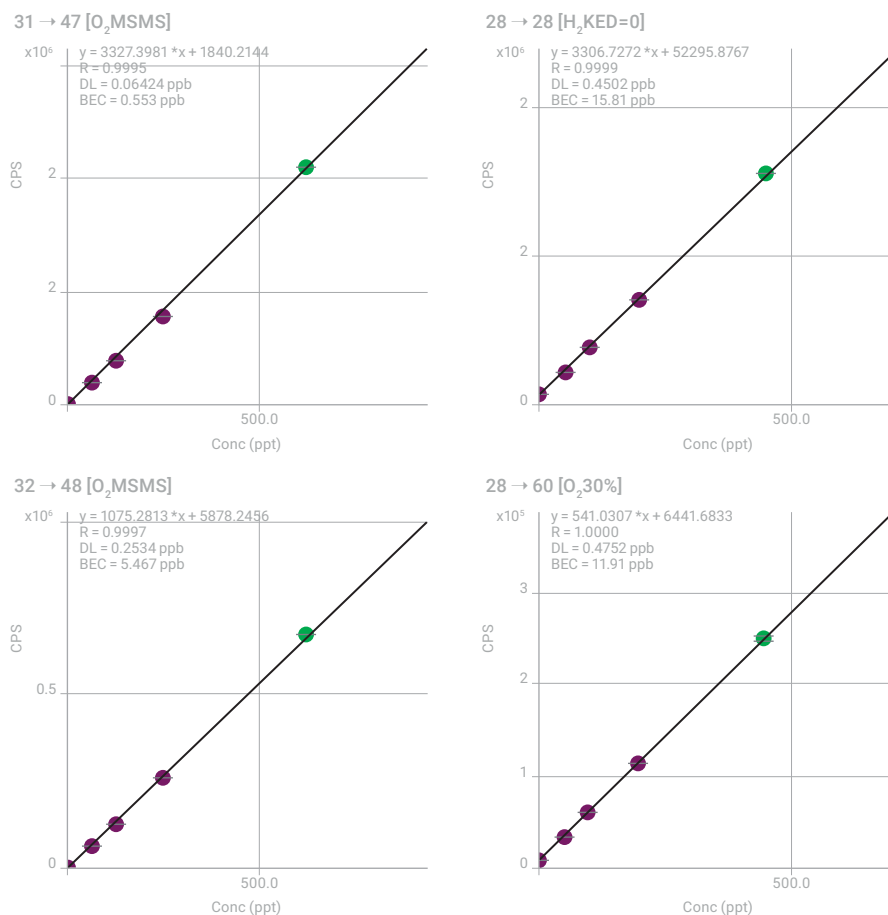 31 → 47 [O₂MSMS]
x10⁶
y = 3327.3981 *x + 1840.2144
R = 0.9995
DL = 0.06424 ppb
BEC = 0.553 ppb
CPS
2
2
0
500.0
Conc (ppt)
28 → 28 [H₂KED=0]
x10⁶
y = 3306.7272 *x + 52295.8767
R = 0.9999
DL = 0.4502 ppb
BEC = 15.81 ppb
CPS
2
2
0
500.0
Conc (ppt)
32 → 48 [O₂MSMS]
x10⁶
y = 1075.2813 *x + 5878.2456
R = 0.9997
DL = 0.2534 ppb
BEC = 5.467 ppb
CPS
0.5
0
500.0
Conc (ppt)
28 → 60 [O₂30%]
x10⁵
y = 541.0307 *x + 6441.6833
R = 1.0000
DL = 0.4752 ppb
BEC = 11.91 ppb
CPS
3
2
1
0
500.0
Conc (ppt)